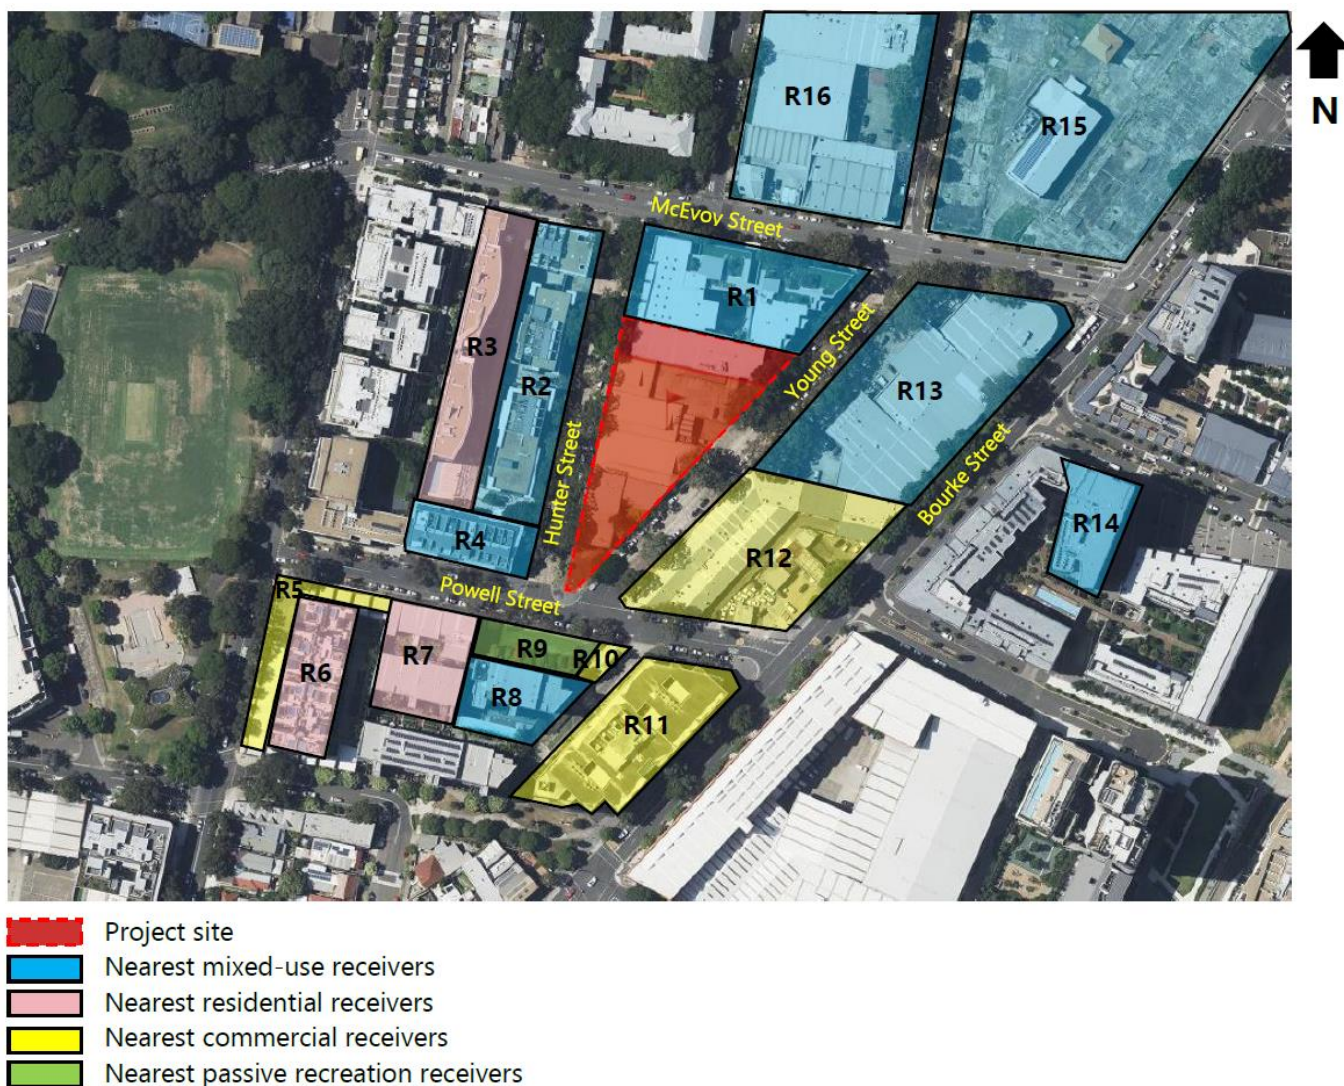 R16
R15
N
McEvoy Street
R1
R3
R2
Young Street
R13
Hunter Street
Bourke Street
R14
R4
R12
Powell Street
R5
R6
R7
R9
R10
R8
R11
Project site
Nearest mixed-use receivers
Nearest residential receivers
Nearest commercial receivers
Nearest passive recreation receivers